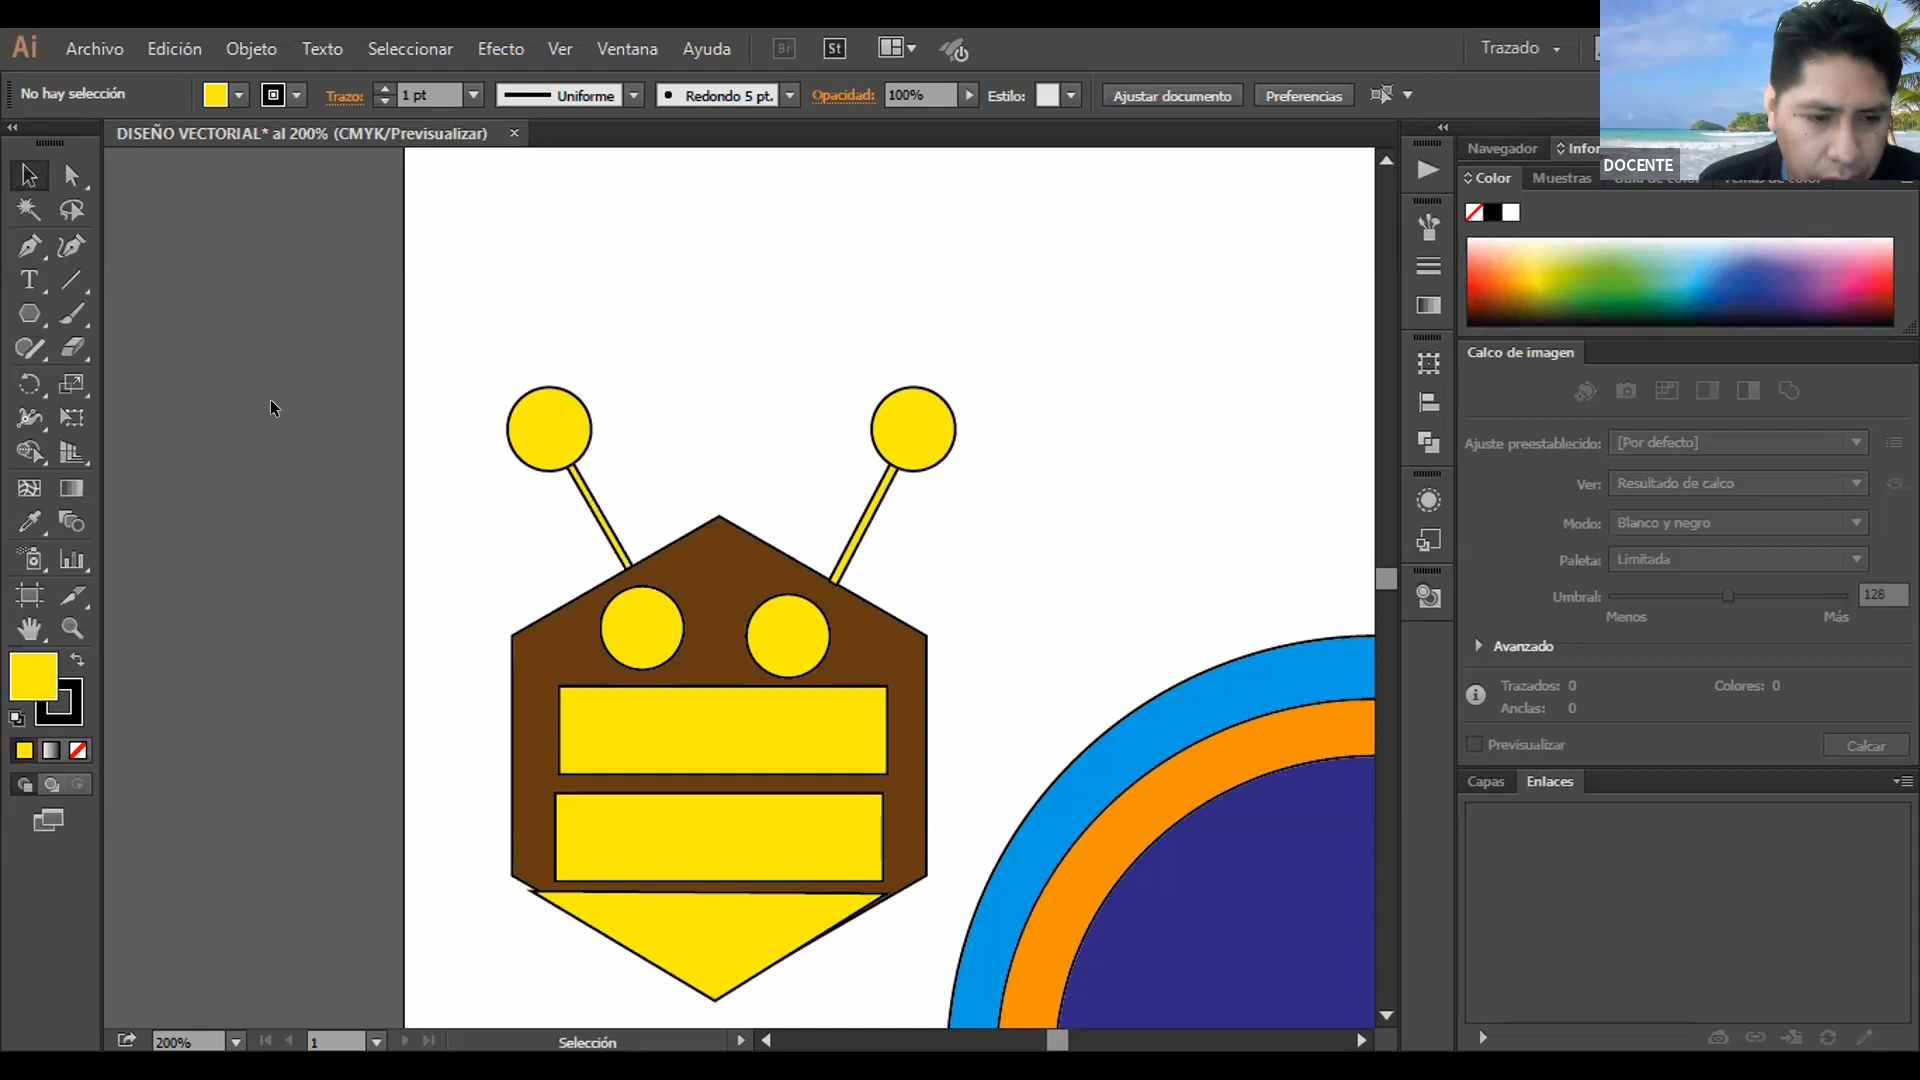 Ai Archivo Edición Objeto Texto Seleccionar Efecto Ver Ventana Ayuda Br St Trazado
No hay selección Trazo: 1 pt Uniforme Redondo 5 pt. Opacidad: 100% Estilo: Ajustar documento Preferencias
DISEÑO VECTORIAL* al 200% (CMYK/Previsualizar) ×
Navegador Infor
DOCENTE
Color Muestras
Calco de imagen
Ajuste preestablecido: [Por defecto]
Ver: Resultado de calco
Modo: Blanco y negro
Paleta: Limitada
Umbral: 128
Menos Más
Avanzado
Trazados: 0 Colores: 0
Anclas: 0
Previsualizar Calcar
Capas Enlaces
200% 1 Selección